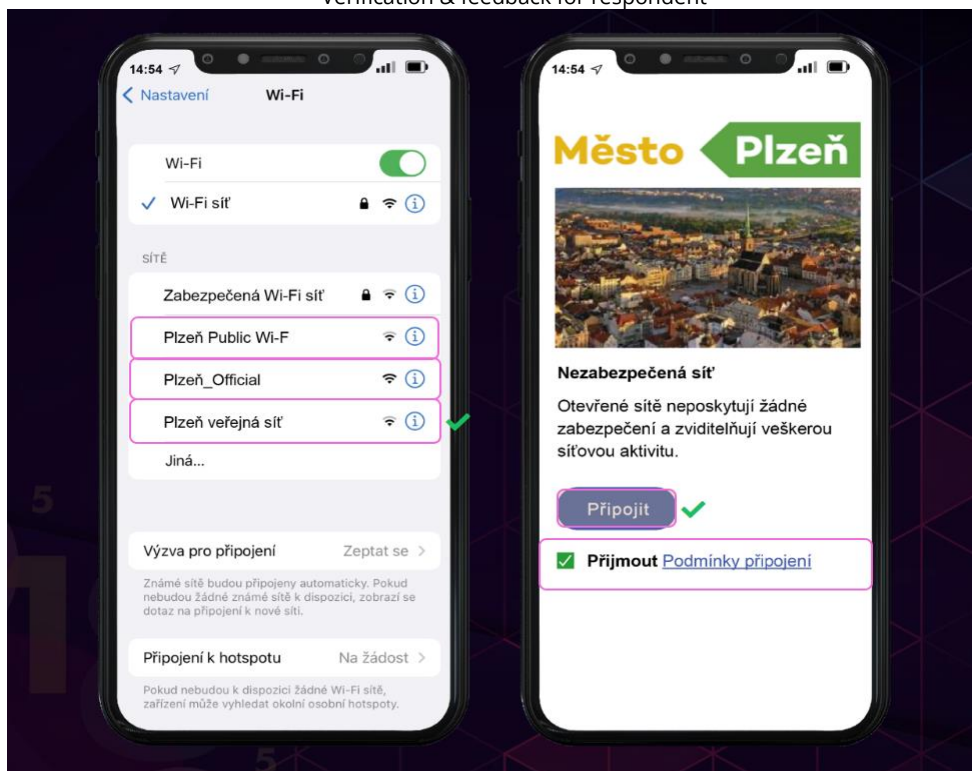 Verification & feedback for respondent
14:54
Nastavení
Wi-Fi
Wi-Fi
Wi-Fi síť
SÍTĚ
Zabezpečená Wi-Fi síť
Plzeň Public Wi-F
Plzeň_Official
Plzeň veřejná síť
Jiná...
Výzva pro připojení
Zeptat se
Známé sítě budou připojeny automaticky. Pokud
nebudou žádné známé sítě k dispozici, zobrazí se
dotaz na připojení k nové síti.
Připojení k hotspotu
Na žádost
Pokud nebudou k dispozici žádné Wi-Fi sítě,
zařízení může vyhledat okolní osobní hotspoty.
14:54
Město Plzeň
Nezabezpečená síť
Otevřené sítě neposkytují žádné
zabezpečení a zviditelňují veškerou
síťovou aktivitu.
Připojit
Přijmout Podmínky připojení
5
18
5